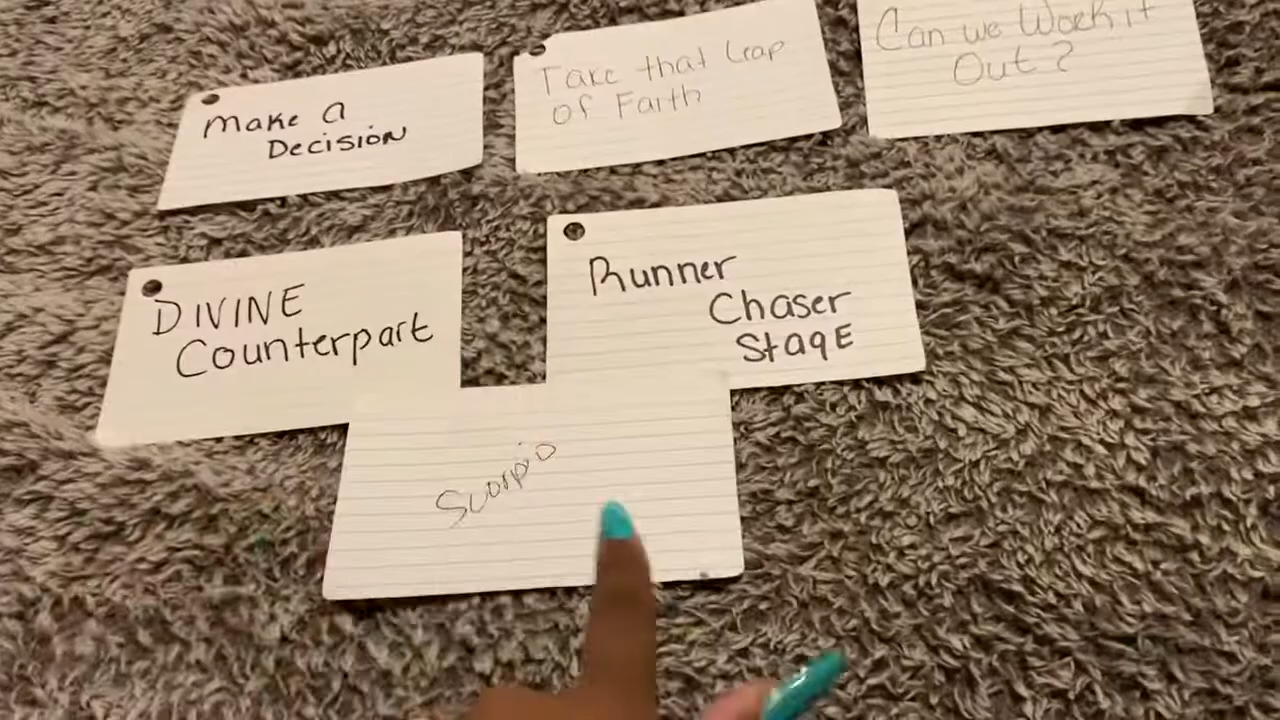 Make a
Decision
Take that leap
of Faith
Can we Work it
Out?
DIVINE
Counterpart
Runner
Chaser
StagE
Scorpio